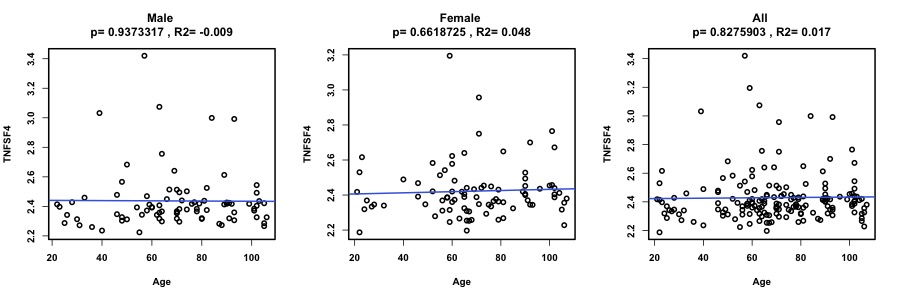 Male
p= 0.9373317 , R2= -0.009
TNFSF4
3.4
3.2
3.0
2.8
2.6
2.4
2.2
20 40 60 80 100
Age
Female
p= 0.6618725 , R2= 0.048
TNFSF4
3.2
3.0
2.8
2.6
2.4
2.2
20 40 60 80 100
Age
All
p= 0.8275903 , R2= 0.017
TNFSF4
3.4
3.2
3.0
2.8
2.6
2.4
2.2
20 40 60 80 100
Age